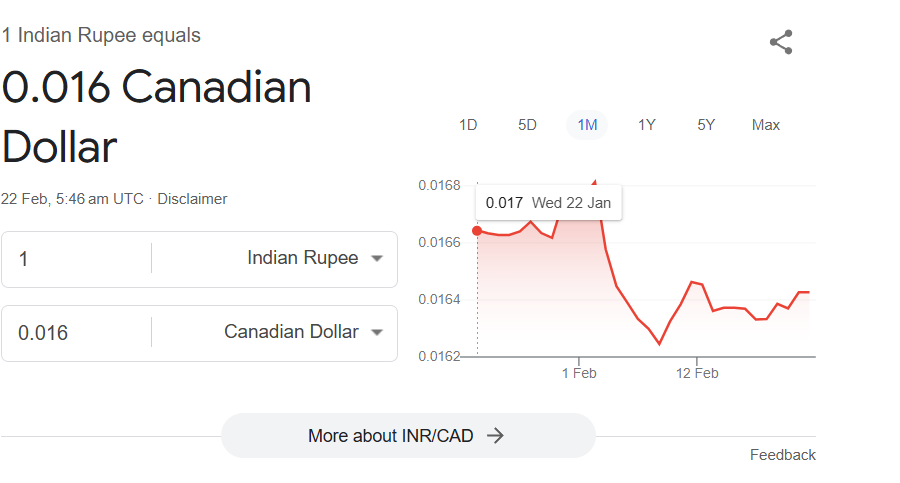 1 Indian Rupee equals
0.016 Canadian
Dollar
22 Feb, 5:46 am UTC · Disclaimer
1 Indian Rupee
0.016 Canadian Dollar
1D 5D 1M 1Y 5Y Max
0.0168
0.017 Wed 22 Jan
0.0166
0.0164
0.0162
1 Feb 12 Feb
More about INR/CAD
Feedback